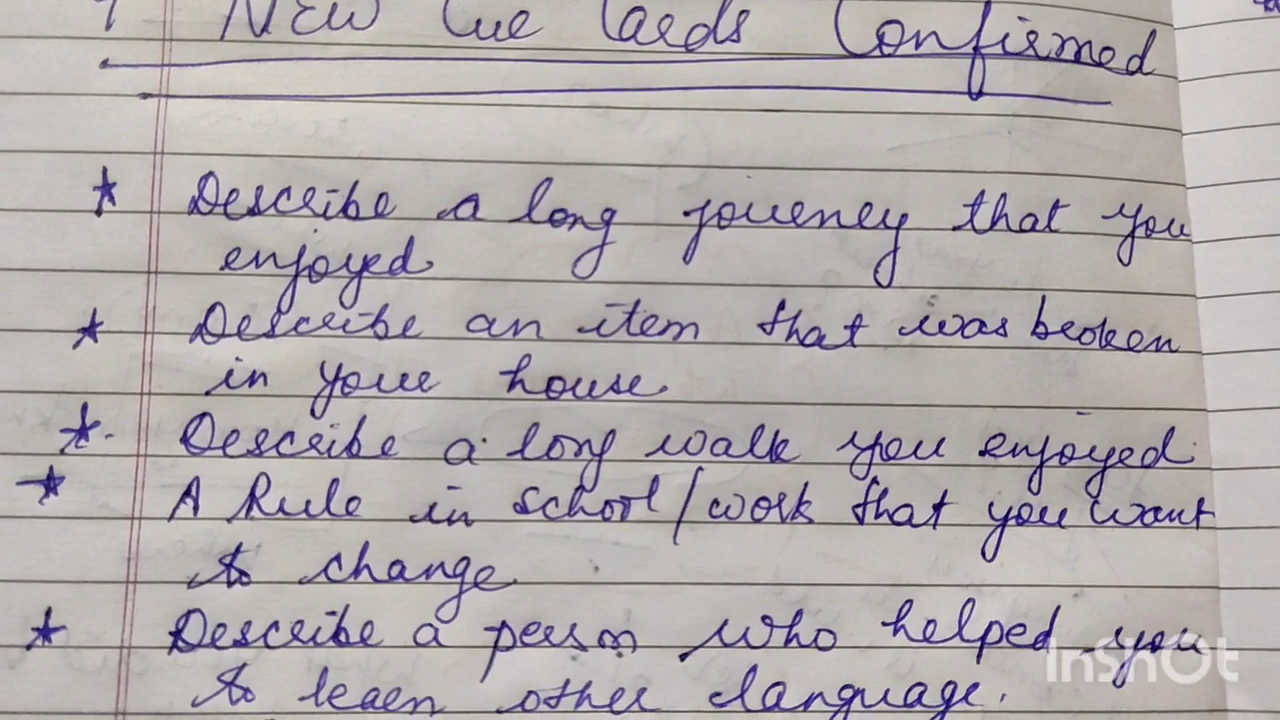 New Cue Cards Confirmed
★ Describe a long journey that you
enjoyed
★ Describe an item that was broken
in your house
★ Describe a long walk you enjoyed.
★ A Rule in school/work that you want
to change
★ Describe a person who helped you
to learn other language.
InShOt